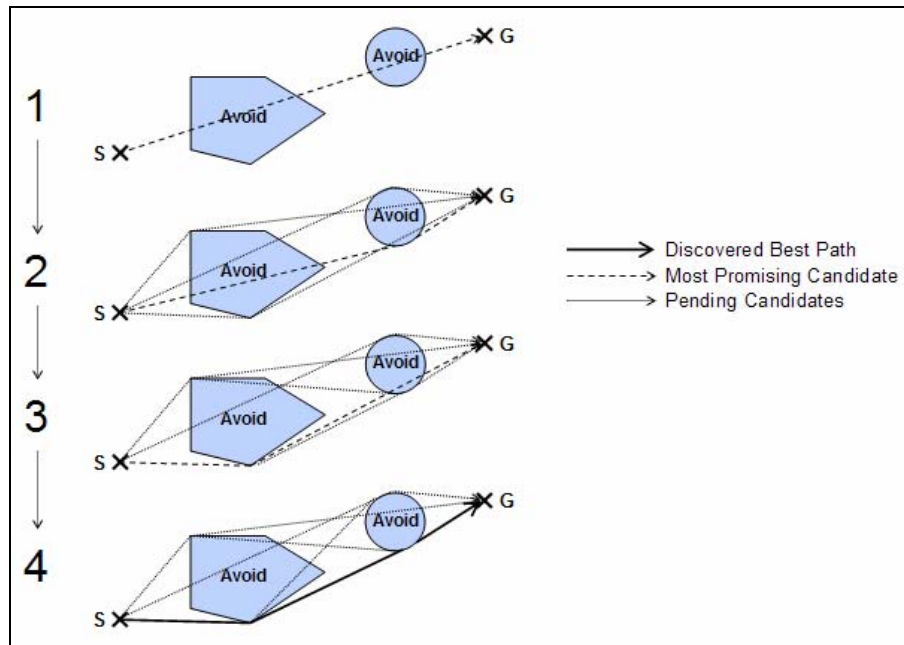 G
Avoid
1
Avoid
S
G
Avoid
2
Avoid
S
Discovered Best Path
Most Promising Candidate
Pending Candidates
G
Avoid
3
Avoid
S
G
Avoid
4
Avoid
S